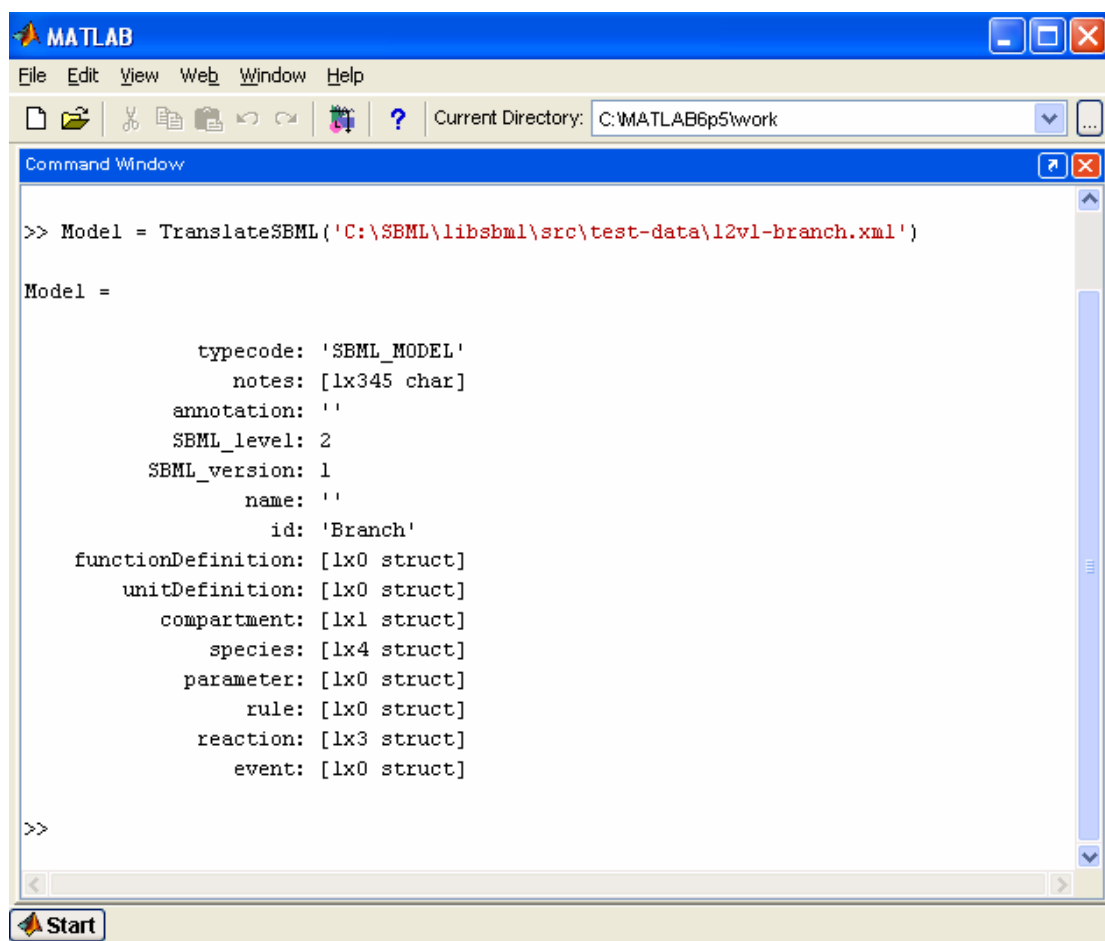 MATLAB
File Edit View Web Window Help
? Current Directory: C:\MATLAB6p5\work ...
Command Window
>> Model = TranslateSBML('C:\SBML\libsbml\src\test-data\l2v1-branch.xml')
Model =
typecode: 'SBML_MODEL'
notes: [1x345 char]
annotation: ''
SBML_level: 2
SBML_version: 1
name: ''
id: 'Branch'
functionDefinition: [1x0 struct]
unitDefinition: [1x0 struct]
compartment: [1x1 struct]
species: [1x4 struct]
parameter: [1x0 struct]
rule: [1x0 struct]
reaction: [1x3 struct]
event: [1x0 struct]
>>
Start